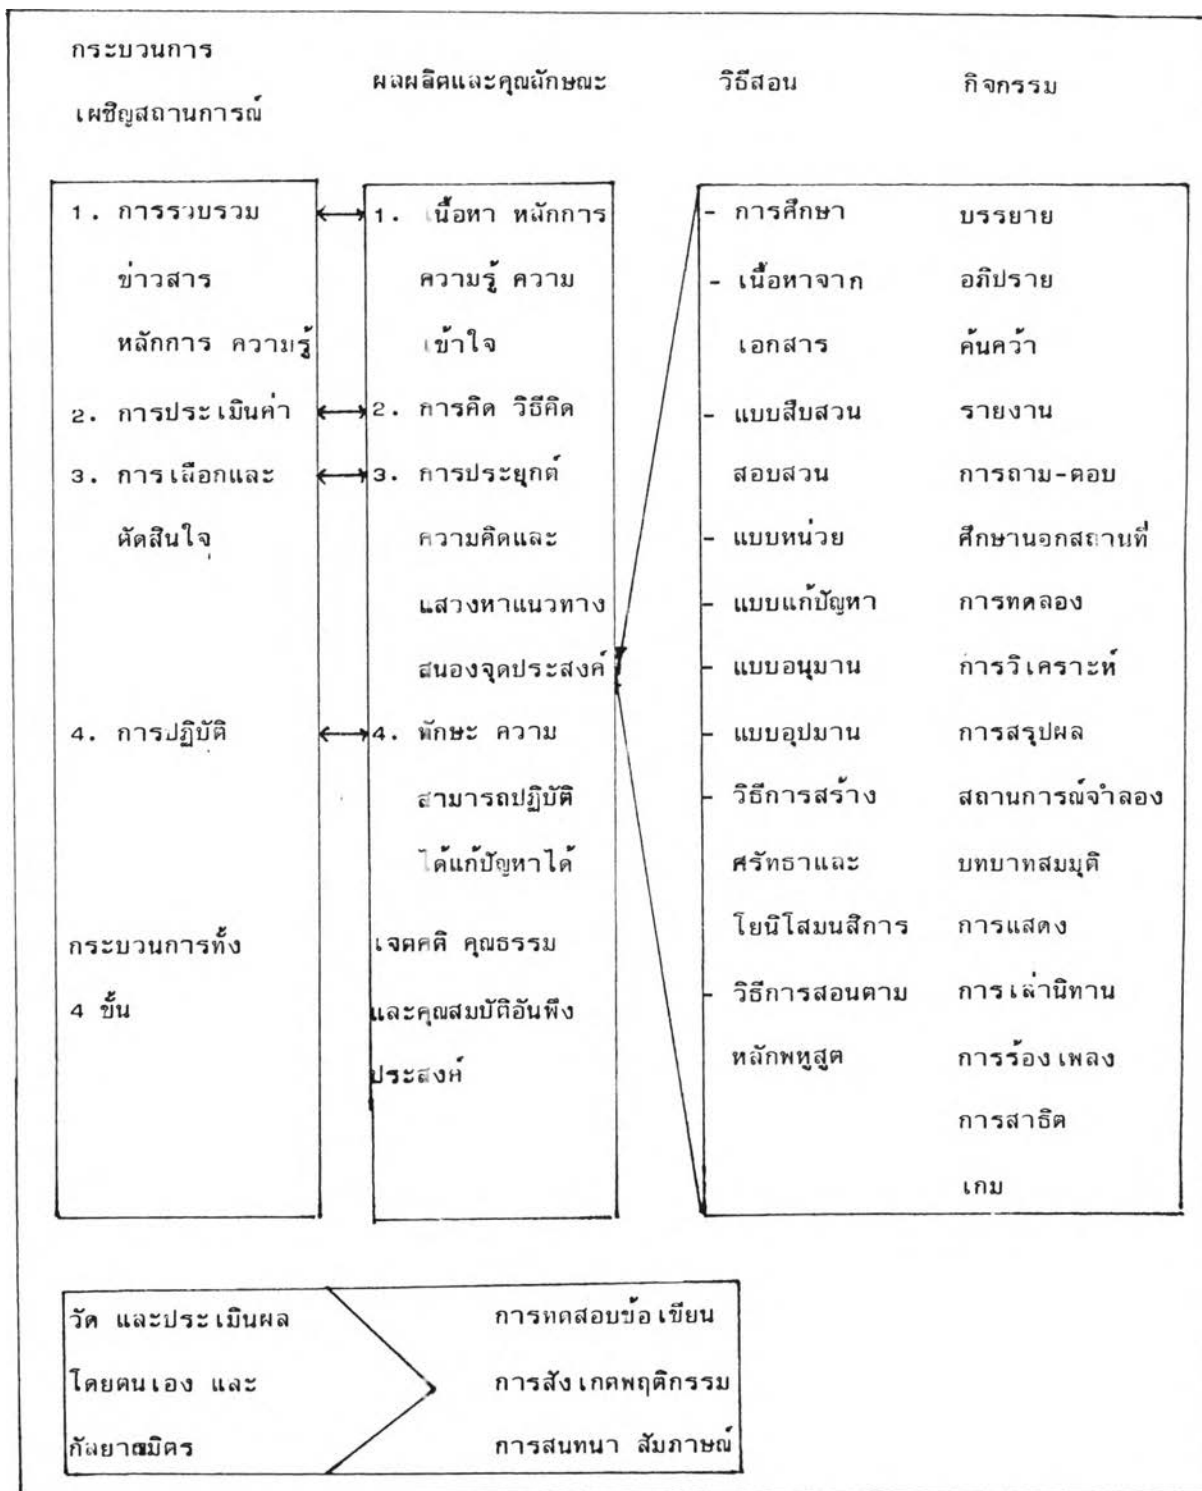 กระบวนการ
เผชิญสถานการณ์
ผลผลิตและคุณลักษณะ
วิธีสอน
กิจกรรม
1. การรวบรวม
ข่าวสาร
หลักการ ความรู้
2. การประเมินค่า
3. การเลือกและ
ตัดสินใจ
4. การปฏิบัติ
กระบวนการทั้ง
4 ขั้น
1. เนื้อหา หลักการ
ความรู้ ความ
เข้าใจ
2. การคิด วิธีคิด
3. การประยุกต์
ความคิดและ
แสวงหาแนวทาง
สนองจุดประสงค์
4. ทักษะ ความ
สามารถปฏิบัติ
ได้แก้ปัญหาได้
เจตคติ คุณธรรม
และคุณสมบัติอันพึง
ประสงค์
- การศึกษา
- เนื้อหาจาก
เอกสาร
- แบบสืบสวน
สอบสวน
- แบบหน่วย
- แบบแก้ปัญหา
- แบบอนุมาน
- แบบอุปมาน
- วิธีการสร้าง
ศรัทธาและ
โยนิโสมนสิการ
- วิธีการสอนตาม
หลักพหูสูต
บรรยาย
อภิปราย
ค้นคว้า
รายงาน
การถาม-ตอบ
ศึกษานอกสถานที่
การทดลอง
การวิเคราะห์
การสรุปผล
สถานการณ์จำลอง
บทบาทสมมุติ
การแสดง
การเล่านิทาน
การร้องเพลง
การสาธิต
เกม
วัด และประเมินผล
โดยตนเอง และ
กัลยาณมิตร
การทดสอบข้อเขียน
การสังเกตพฤติกรรม
การสนทนา สัมภาษณ์